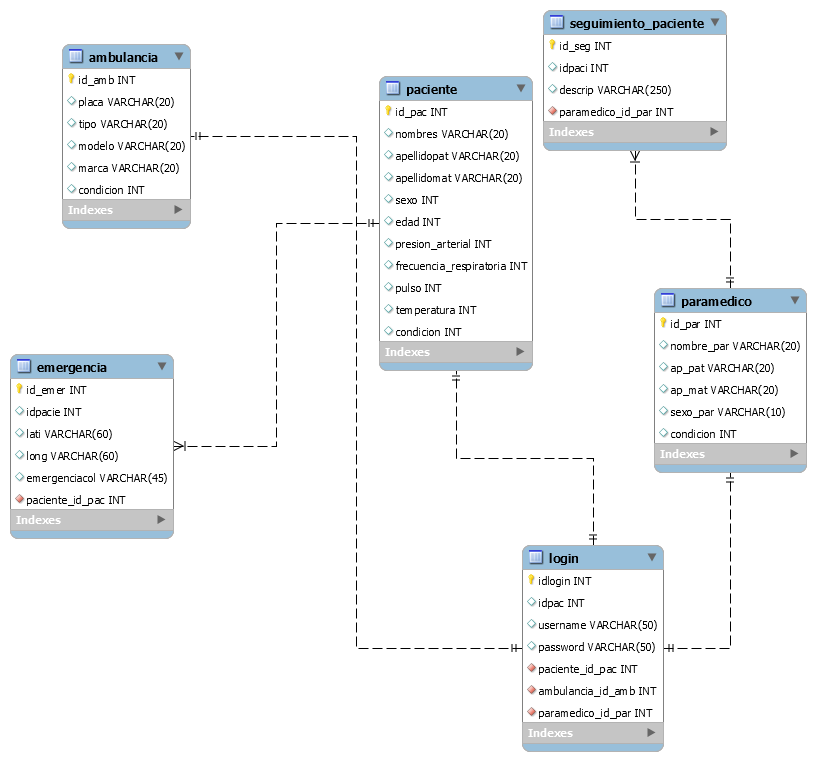 ambulancia
id_amb INT
placa VARCHAR(20)
tipo VARCHAR(20)
modelo VARCHAR(20)
marca VARCHAR(20)
condicion INT
Indexes
paciente
id_pac INT
nombres VARCHAR(20)
apellidopat VARCHAR(20)
apellidomat VARCHAR(20)
sexo INT
edad INT
presion_arterial INT
frecuencia_respiratoria INT
pulso INT
temperatura INT
condicion INT
Indexes
seguimiento_paciente
id_seg INT
idpaci INT
descrip VARCHAR(250)
paramedico_id_par INT
Indexes
paramedico
id_par INT
nombre_par VARCHAR(20)
ap_pat VARCHAR(20)
ap_mat VARCHAR(20)
sexo_par VARCHAR(10)
condicion INT
Indexes
emergencia
id_emer INT
idpacie INT
lati VARCHAR(60)
long VARCHAR(60)
emergenciacol VARCHAR(45)
paciente_id_pac INT
Indexes
login
idlogin INT
idpac INT
username VARCHAR(50)
password VARCHAR(50)
paciente_id_pac INT
ambulancia_id_amb INT
paramedico_id_par INT
Indexes